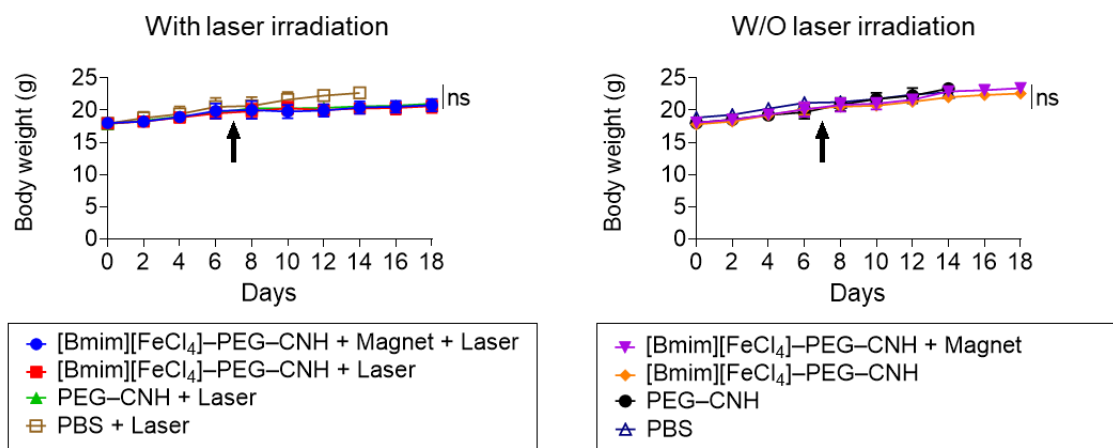 With laser irradiation
Body weight (g)
25
20
15
10
5
0
ns
0 2 4 6 8 10 12 14 16 18
Days
[Bmim][FeCl₄]–PEG–CNH + Magnet + Laser
[Bmim][FeCl₄]–PEG–CNH + Laser
PEG–CNH + Laser
PBS + Laser
W/O laser irradiation
Body weight (g)
25
20
15
10
5
0
ns
0 2 4 6 8 10 12 14 16 18
Days
[Bmim][FeCl₄]–PEG–CNH + Magnet
[Bmim][FeCl₄]–PEG–CNH
PEG–CNH
PBS